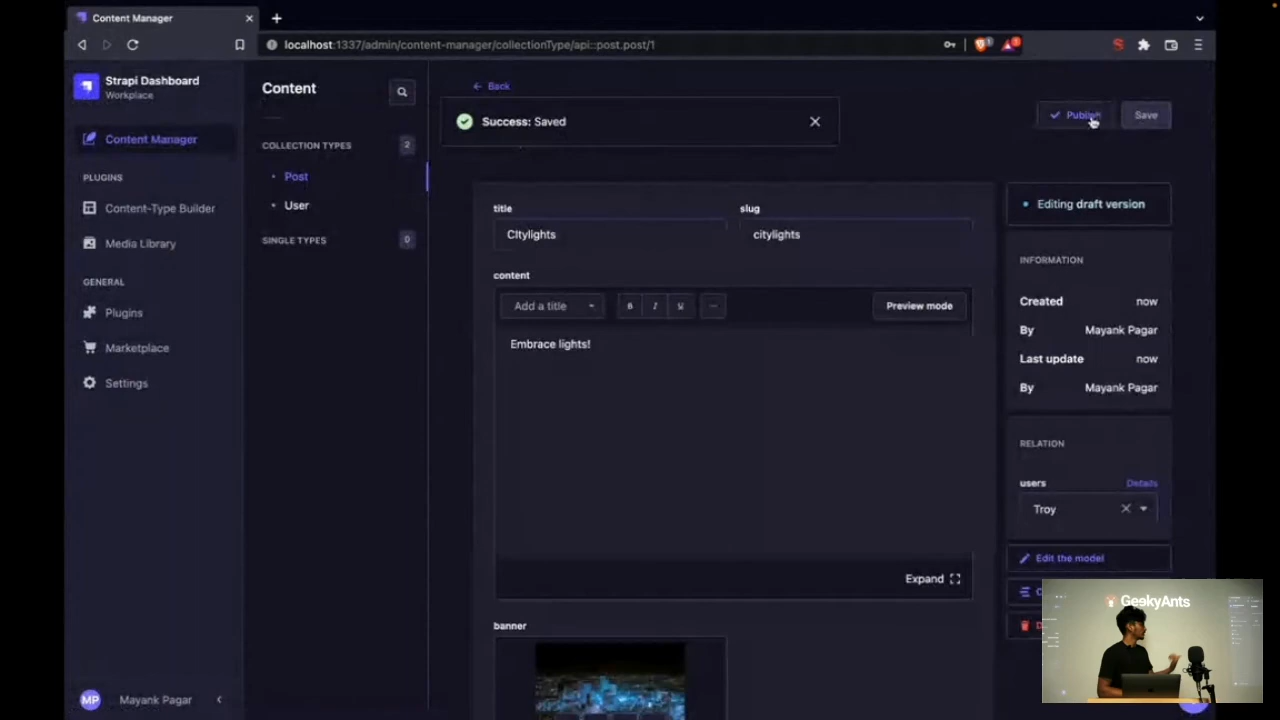 Content Manager
localhost:1337/admin/content-manager/collectionType/api::post.post/1
Strapi Dashboard
Workplace
Content Manager
PLUGINS
Content-Type Builder
Media Library
GENERAL
Plugins
Marketplace
Settings
MP Mayank Pagar
Content
COLLECTION TYPES 2
Post
User
SINGLE TYPES 0
Back
Success: Saved
Publish
Save
title
CItylights
slug
citylights
content
Add a title
B I U
Preview mode
Embrace lights!
Expand
banner
Editing draft version
INFORMATION
Created now
By Mayank Pagar
Last update now
By Mayank Pagar
RELATION
users Details
Troy
Edit the model
GeekyAnts